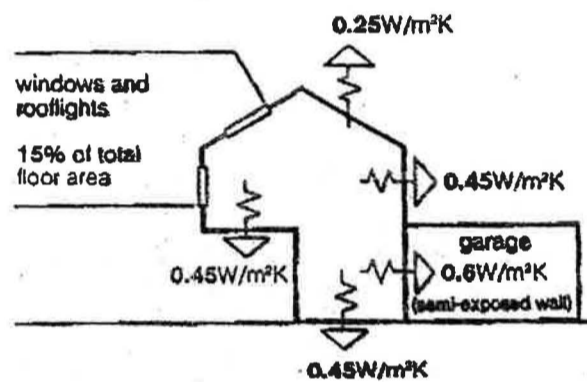 0.25W/m²K
windows and
rooflights
15% of total
floor area
0.45W/m²K
garage
0.45W/m²K
0.6W/m²K
(semi-exposed wall)
0.45W/m²K